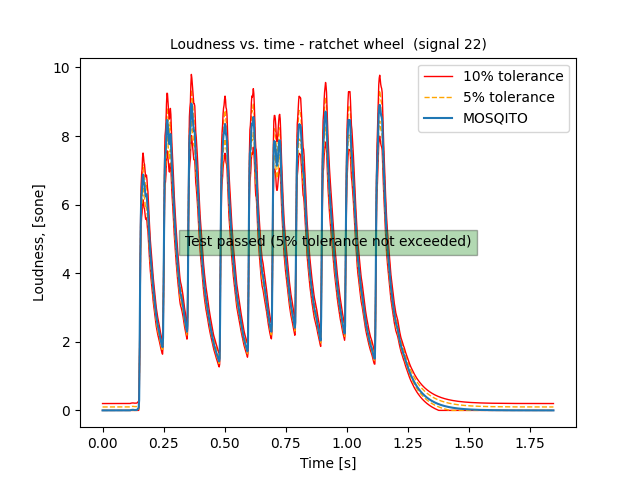 Loudness vs. time - ratchet wheel  (signal 22)
10% tolerance
5% tolerance
MOSQITO
Test passed (5% tolerance not exceeded)
Loudness, [sone]
10
8
6
4
2
0
0.00 0.25 0.50 0.75 1.00 1.25 1.50 1.75
Time [s]